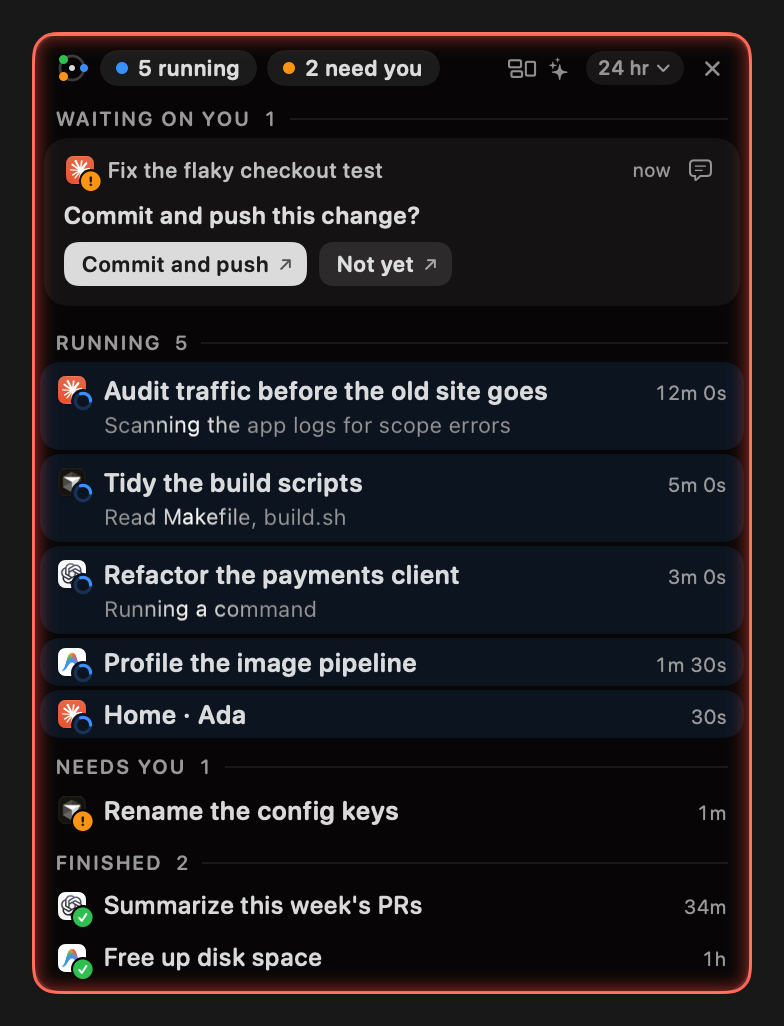 5 running
2 need you
24 hr
WAITING ON YOU 1
Fix the flaky checkout test
now
Commit and push this change?
Commit and push
Not yet
RUNNING 5
Audit traffic before the old site goes
12m 0s
Scanning the app logs for scope errors
Tidy the build scripts
5m 0s
Read Makefile, build.sh
Refactor the payments client
3m 0s
Running a command
Profile the image pipeline
1m 30s
Home · Ada
30s
NEEDS YOU 1
Rename the config keys
1m
FINISHED 2
Summarize this week's PRs
34m
Free up disk space
1h